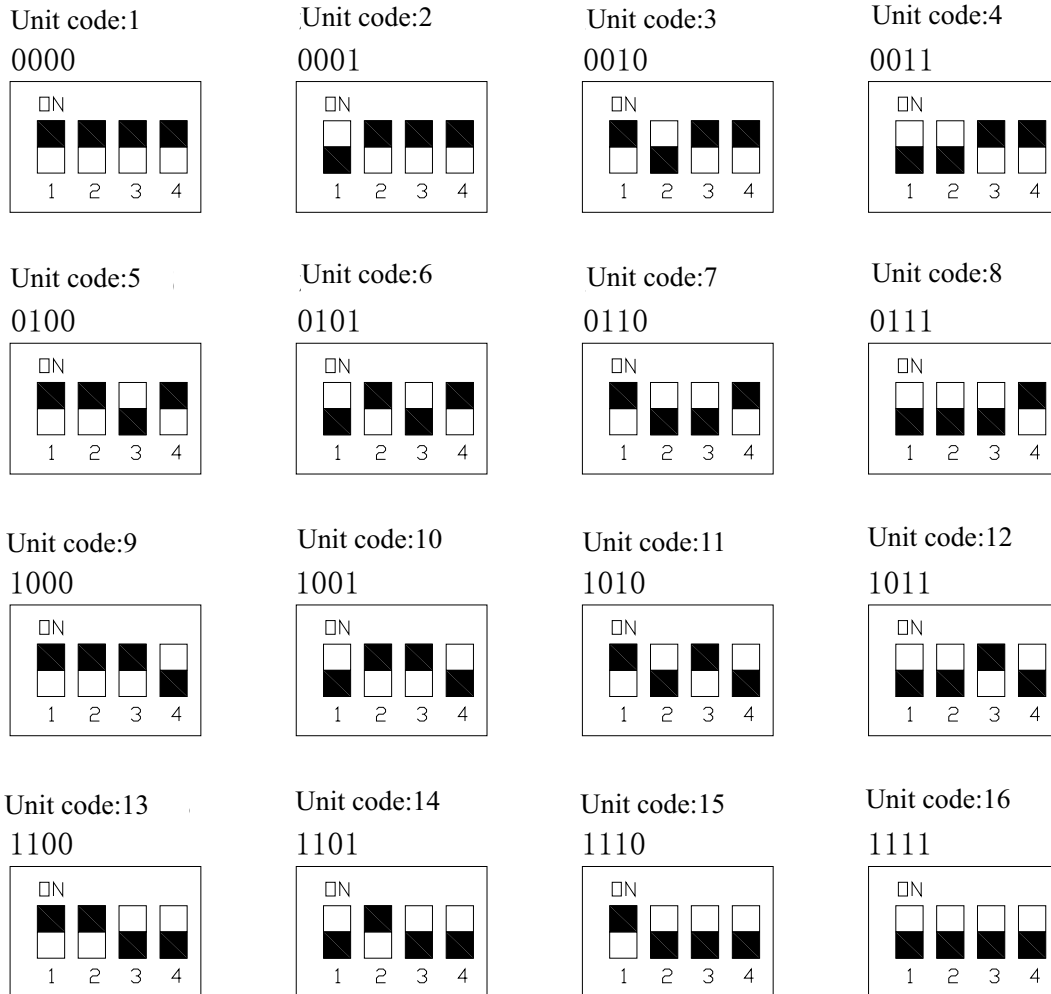 Unit code:1
0000
ON
1 2 3 4
Unit code:2
0001
ON
1 2 3 4
Unit code:3
0010
ON
1 2 3 4
Unit code:4
0011
ON
1 2 3 4
Unit code:5
0100
ON
1 2 3 4
Unit code:6
0101
ON
1 2 3 4
Unit code:7
0110
ON
1 2 3 4
Unit code:8
0111
ON
1 2 3 4
Unit code:9
1000
ON
1 2 3 4
Unit code:10
1001
ON
1 2 3 4
Unit code:11
1010
ON
1 2 3 4
Unit code:12
1011
ON
1 2 3 4
Unit code:13
1100
ON
1 2 3 4
Unit code:14
1101
ON
1 2 3 4
Unit code:15
1110
ON
1 2 3 4
Unit code:16
1111
ON
1 2 3 4